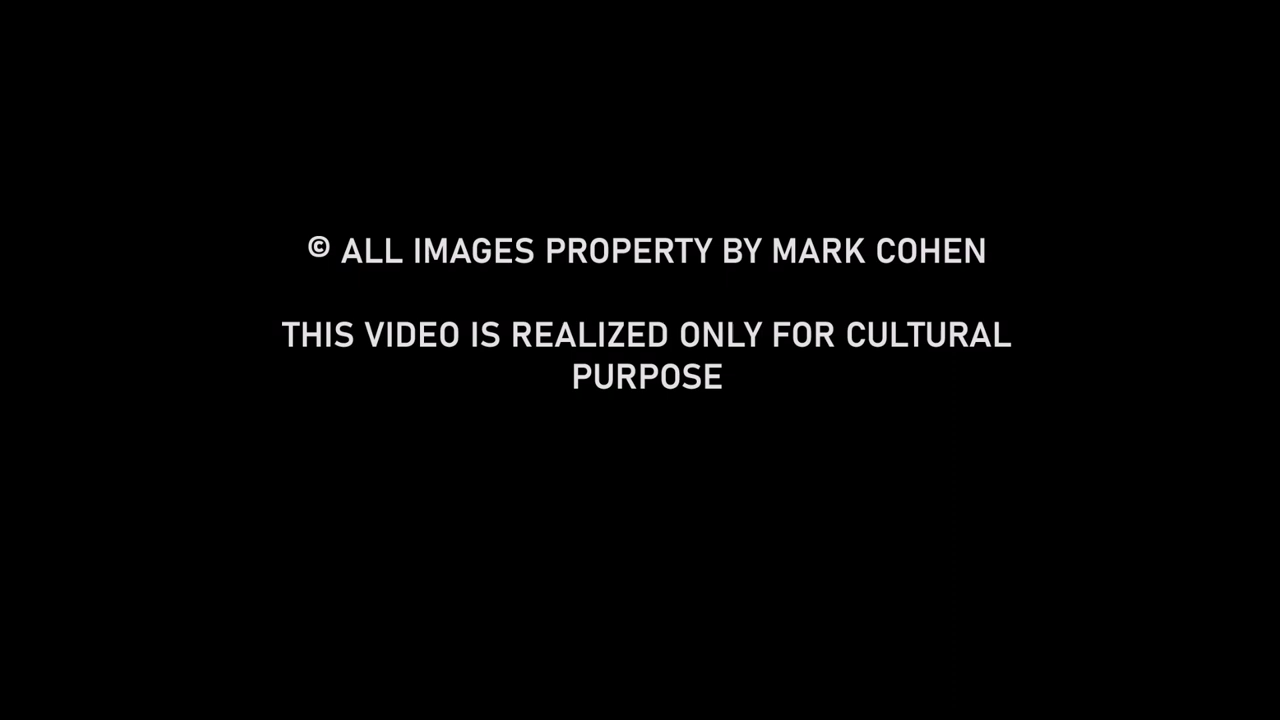 © ALL IMAGES PROPERTY BY MARK COHEN
THIS VIDEO IS REALIZED ONLY FOR CULTURAL
PURPOSE